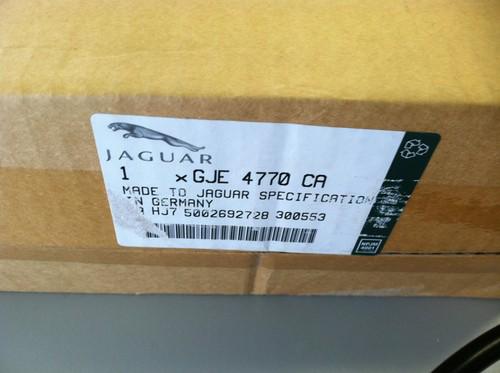 JAGUAR
1 x GJE 4770 CA
MADE TO JAGUAR SPECIFICATION
IN GERMANY
HJ7 5002692728 300553